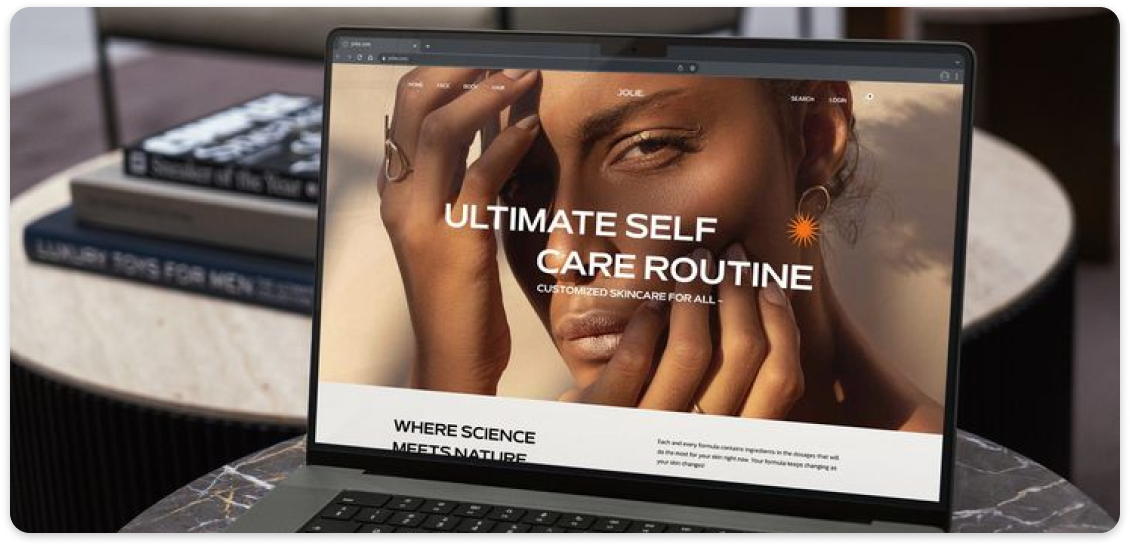 jolie.com
jolie.com
HOME FACE BODY HAIR
JOLIE.
SEARCH LOGIN
ULTIMATE SELF
CARE ROUTINE
CUSTOMIZED SKINCARE FOR ALL –
WHERE SCIENCE
MEETS NATURE
Each and every formula contains ingredients in the dosages that will
do the most for your skin right now. Your formula keeps changing as
your skin changes!
Sneaker of the Year
LUXURY TOYS FOR MEN